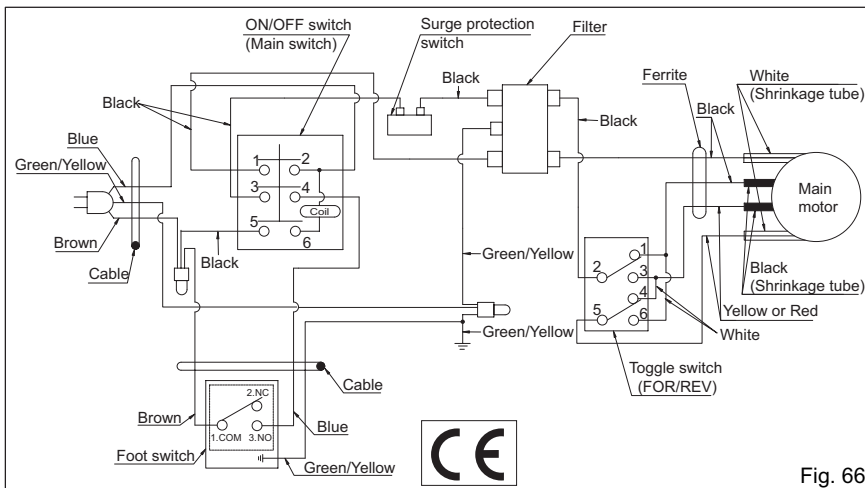 ON/OFF switch
(Main switch)
Surge protection
switch
Filter
Ferrite
White
(Shrinkage tube)
Black
Black
Black
Black
Blue
Green/Yellow
1
2
3
4
Coil
5
6
Main
motor
Brown
Black
Cable
Green/Yellow
1
2
3
4
5
6
Black
(Shrinkage tube)
Yellow or Red
Green/Yellow
White
Cable
Toggle switch
(FOR/REV)
2.NC
Brown
1.COM
3.NO
Blue
Foot switch
Green/Yellow
CE
Fig. 66